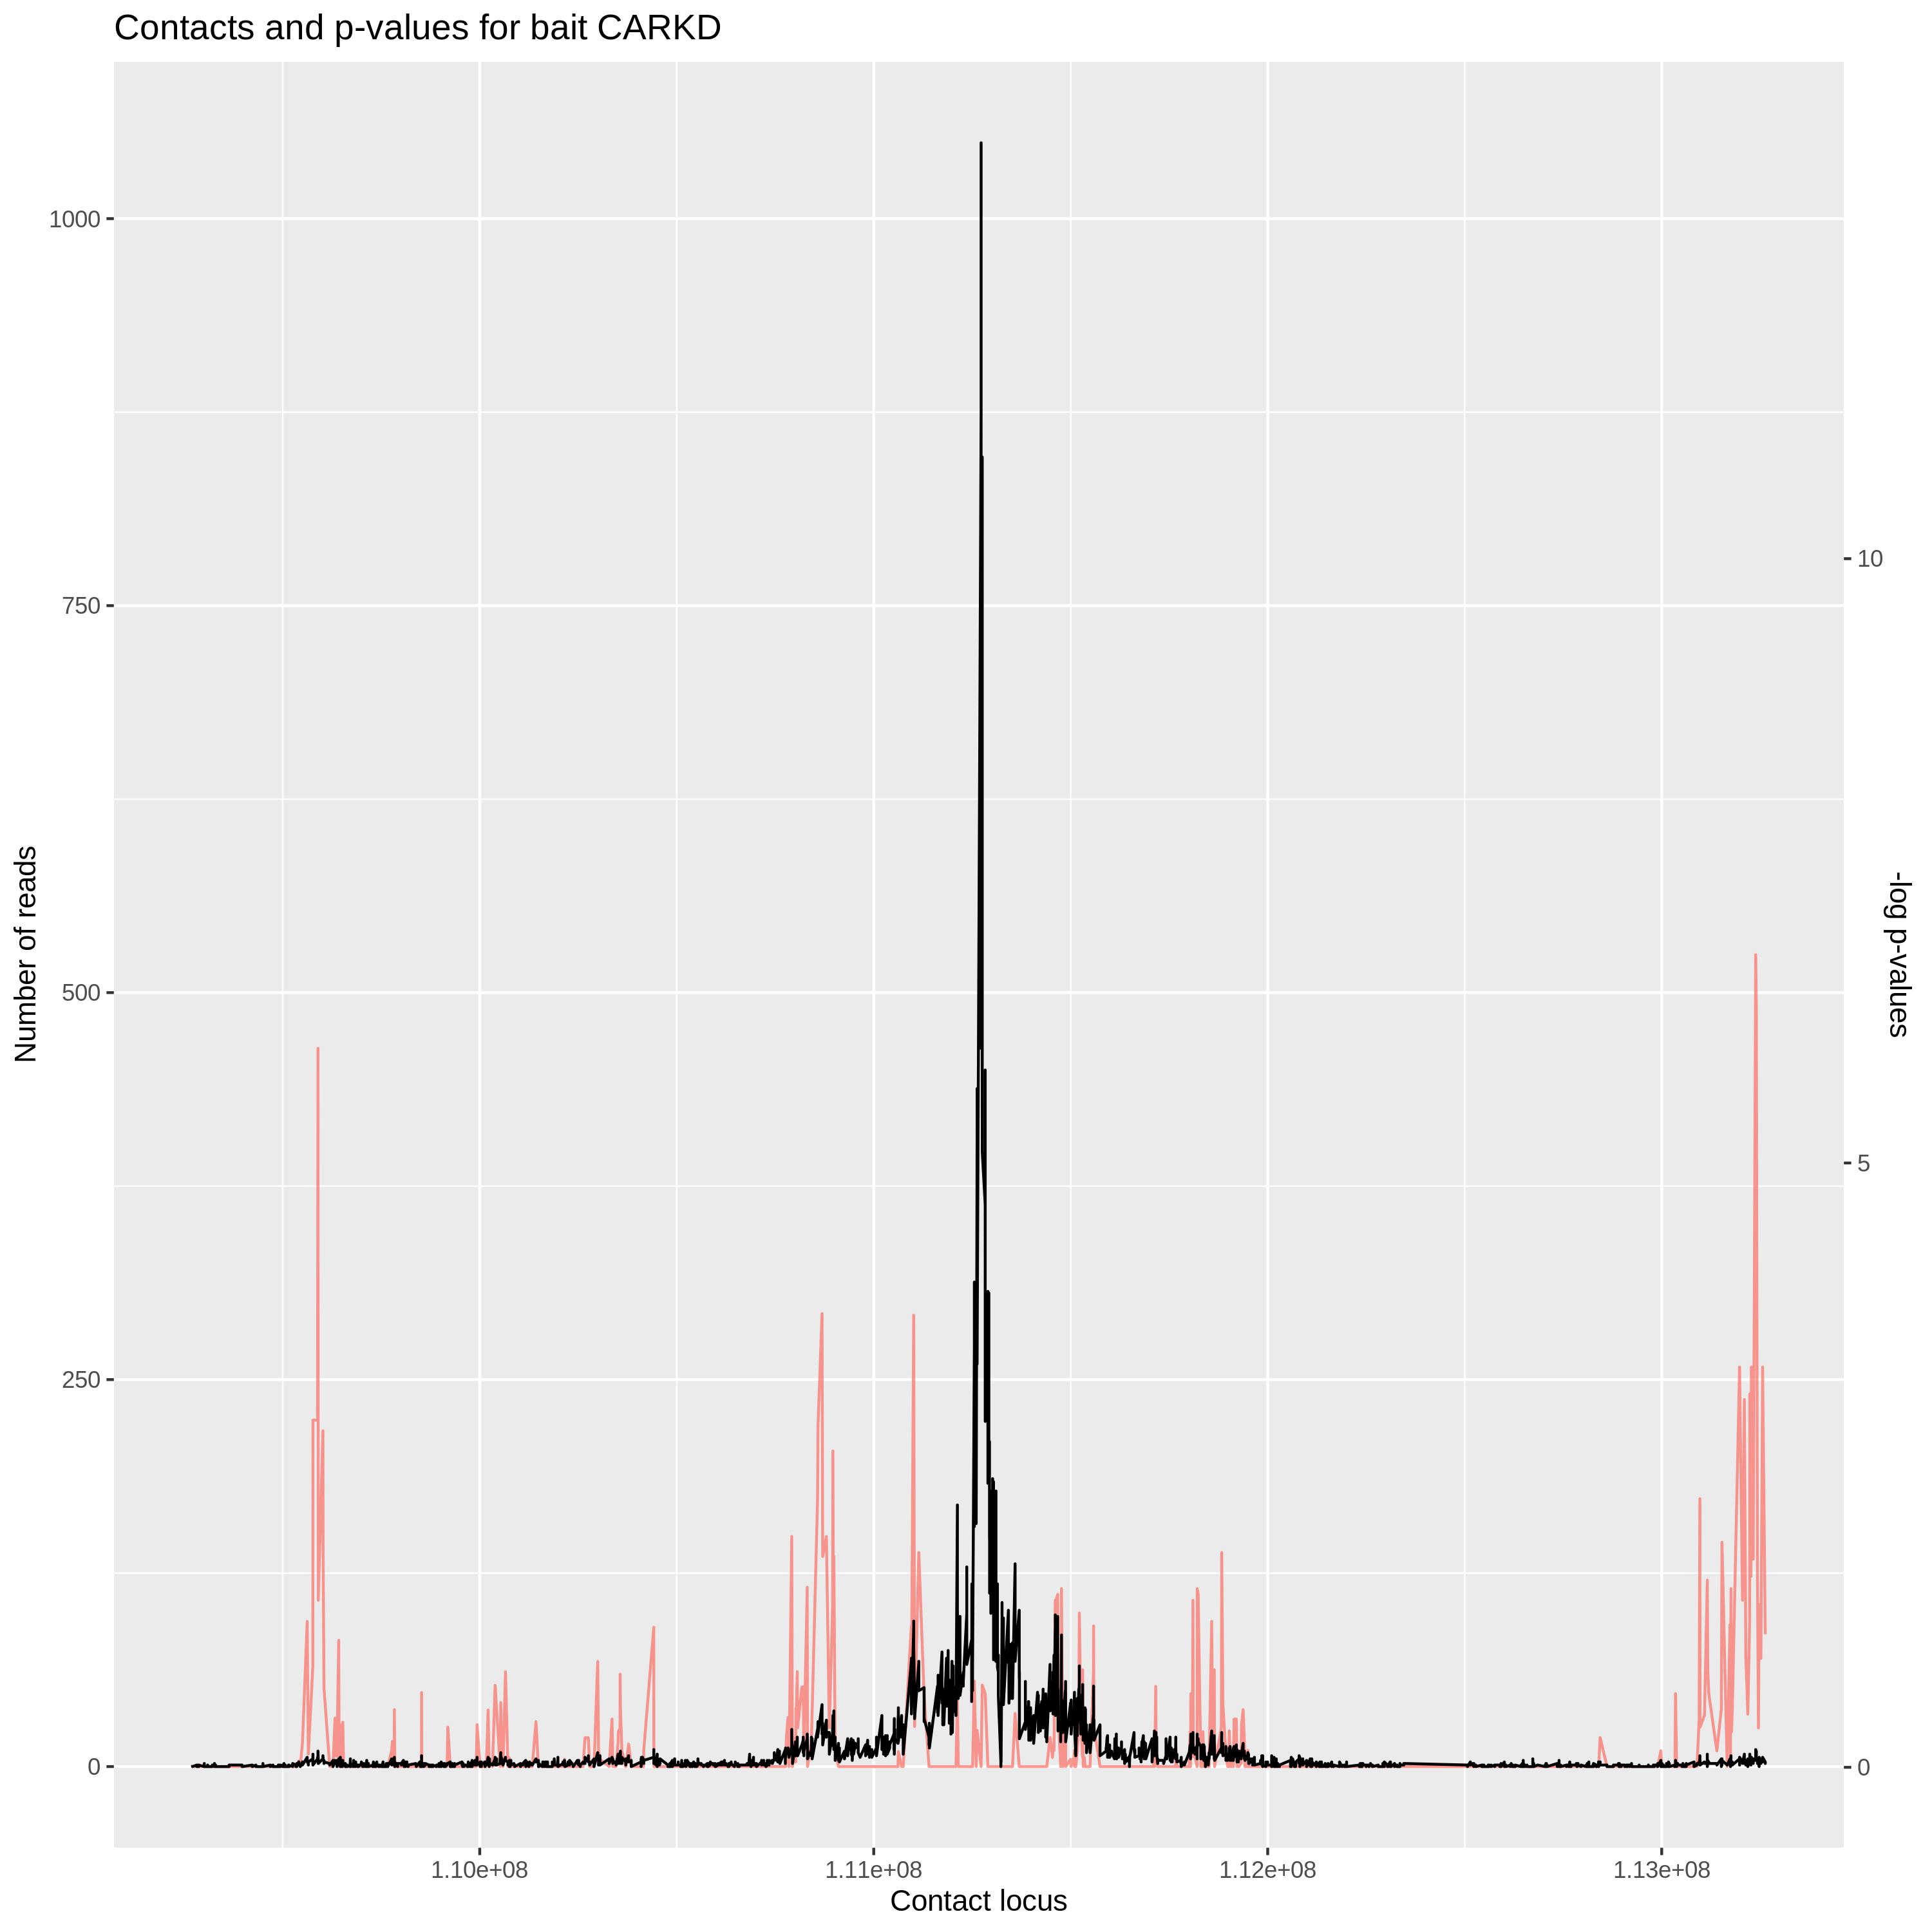 Contacts and p-values for bait CARKD
Number of reads
1000
750
500
250
0
10
5
0
-log p-values
1.10e+08
1.11e+08
1.12e+08
1.13e+08
Contact locus